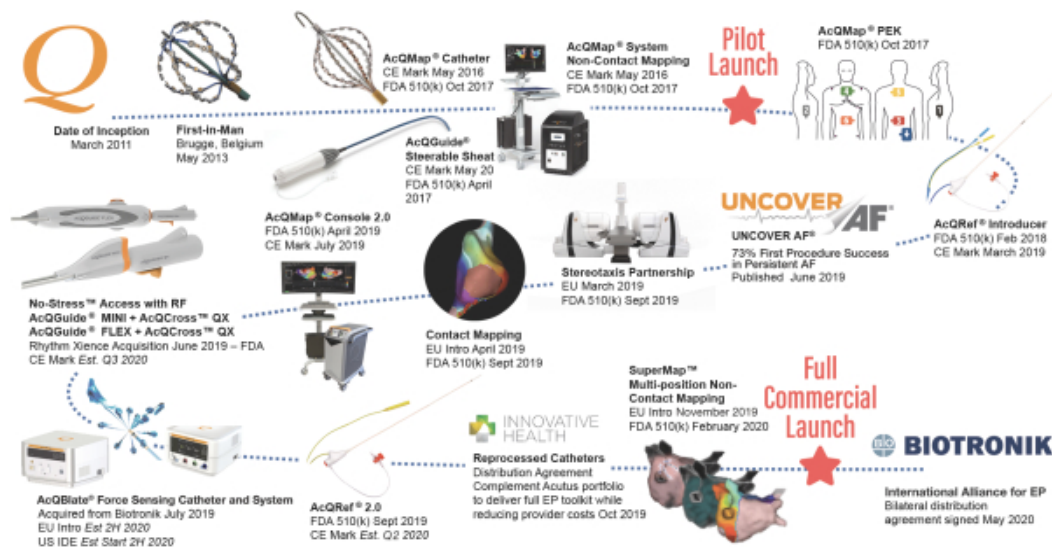 Q
Date of Inception
March 2011
First-in-Man
Brugge, Belgium
May 2013
AcQMap® Catheter
CE Mark May 2016
FDA 510(k) Oct 2017
AcQGuide®
Steerable Sheat
CE Mark May 20
FDA 510(k) April
2017
AcQMap® System
Non-Contact Mapping
CE Mark May 2016
FDA 510(k) Oct 2017
Pilot
Launch
AcQMap® PEK
FDA 510(k) Oct 2017
AcQRef® Introducer
FDA 510(k) Feb 2018
CE Mark March 2019
UNCOVER
AF®
UNCOVER AF®
73% First Procedure Success
in Persistent AF
Published June 2019
Stereotaxis Partnership
EU March 2019
FDA 510(k) Sept 2019
Contact Mapping
EU Intro April 2019
FDA 510(k) Sept 2019
AcQMap® Console 2.0
FDA 510(k) April 2019
CE Mark July 2019
No-Stress™ Access with RF
AcQGuide® MINI + AcQCross™ QX
AcQGuide® FLEX + AcQCross™ QX
Rhythm Xience Acquisition June 2019 – FDA
CE Mark Est. Q3 2020
AcQBlate® Force Sensing Catheter and System
Acquired from Biotronik July 2019
EU Intro Est 2H 2020
US IDE Est Start 2H 2020
AcQRef® 2.0
FDA 510(k) Sept 2019
CE Mark Est. Q2 2020
INNOVATIVE
HEALTH
Reprocessed Catheters
Distribution Agreement
Complement Acutus portfolio
to deliver full EP toolkit while
reducing provider costs Oct 2019
SuperMap™
Multi-position Non-
Contact Mapping
EU Intro November 2019
FDA 510(k) February 2020
Full
Commercial
Launch
BIO
BIOTRONIK
International Alliance for EP
Bilateral distribution
agreement signed May 2020